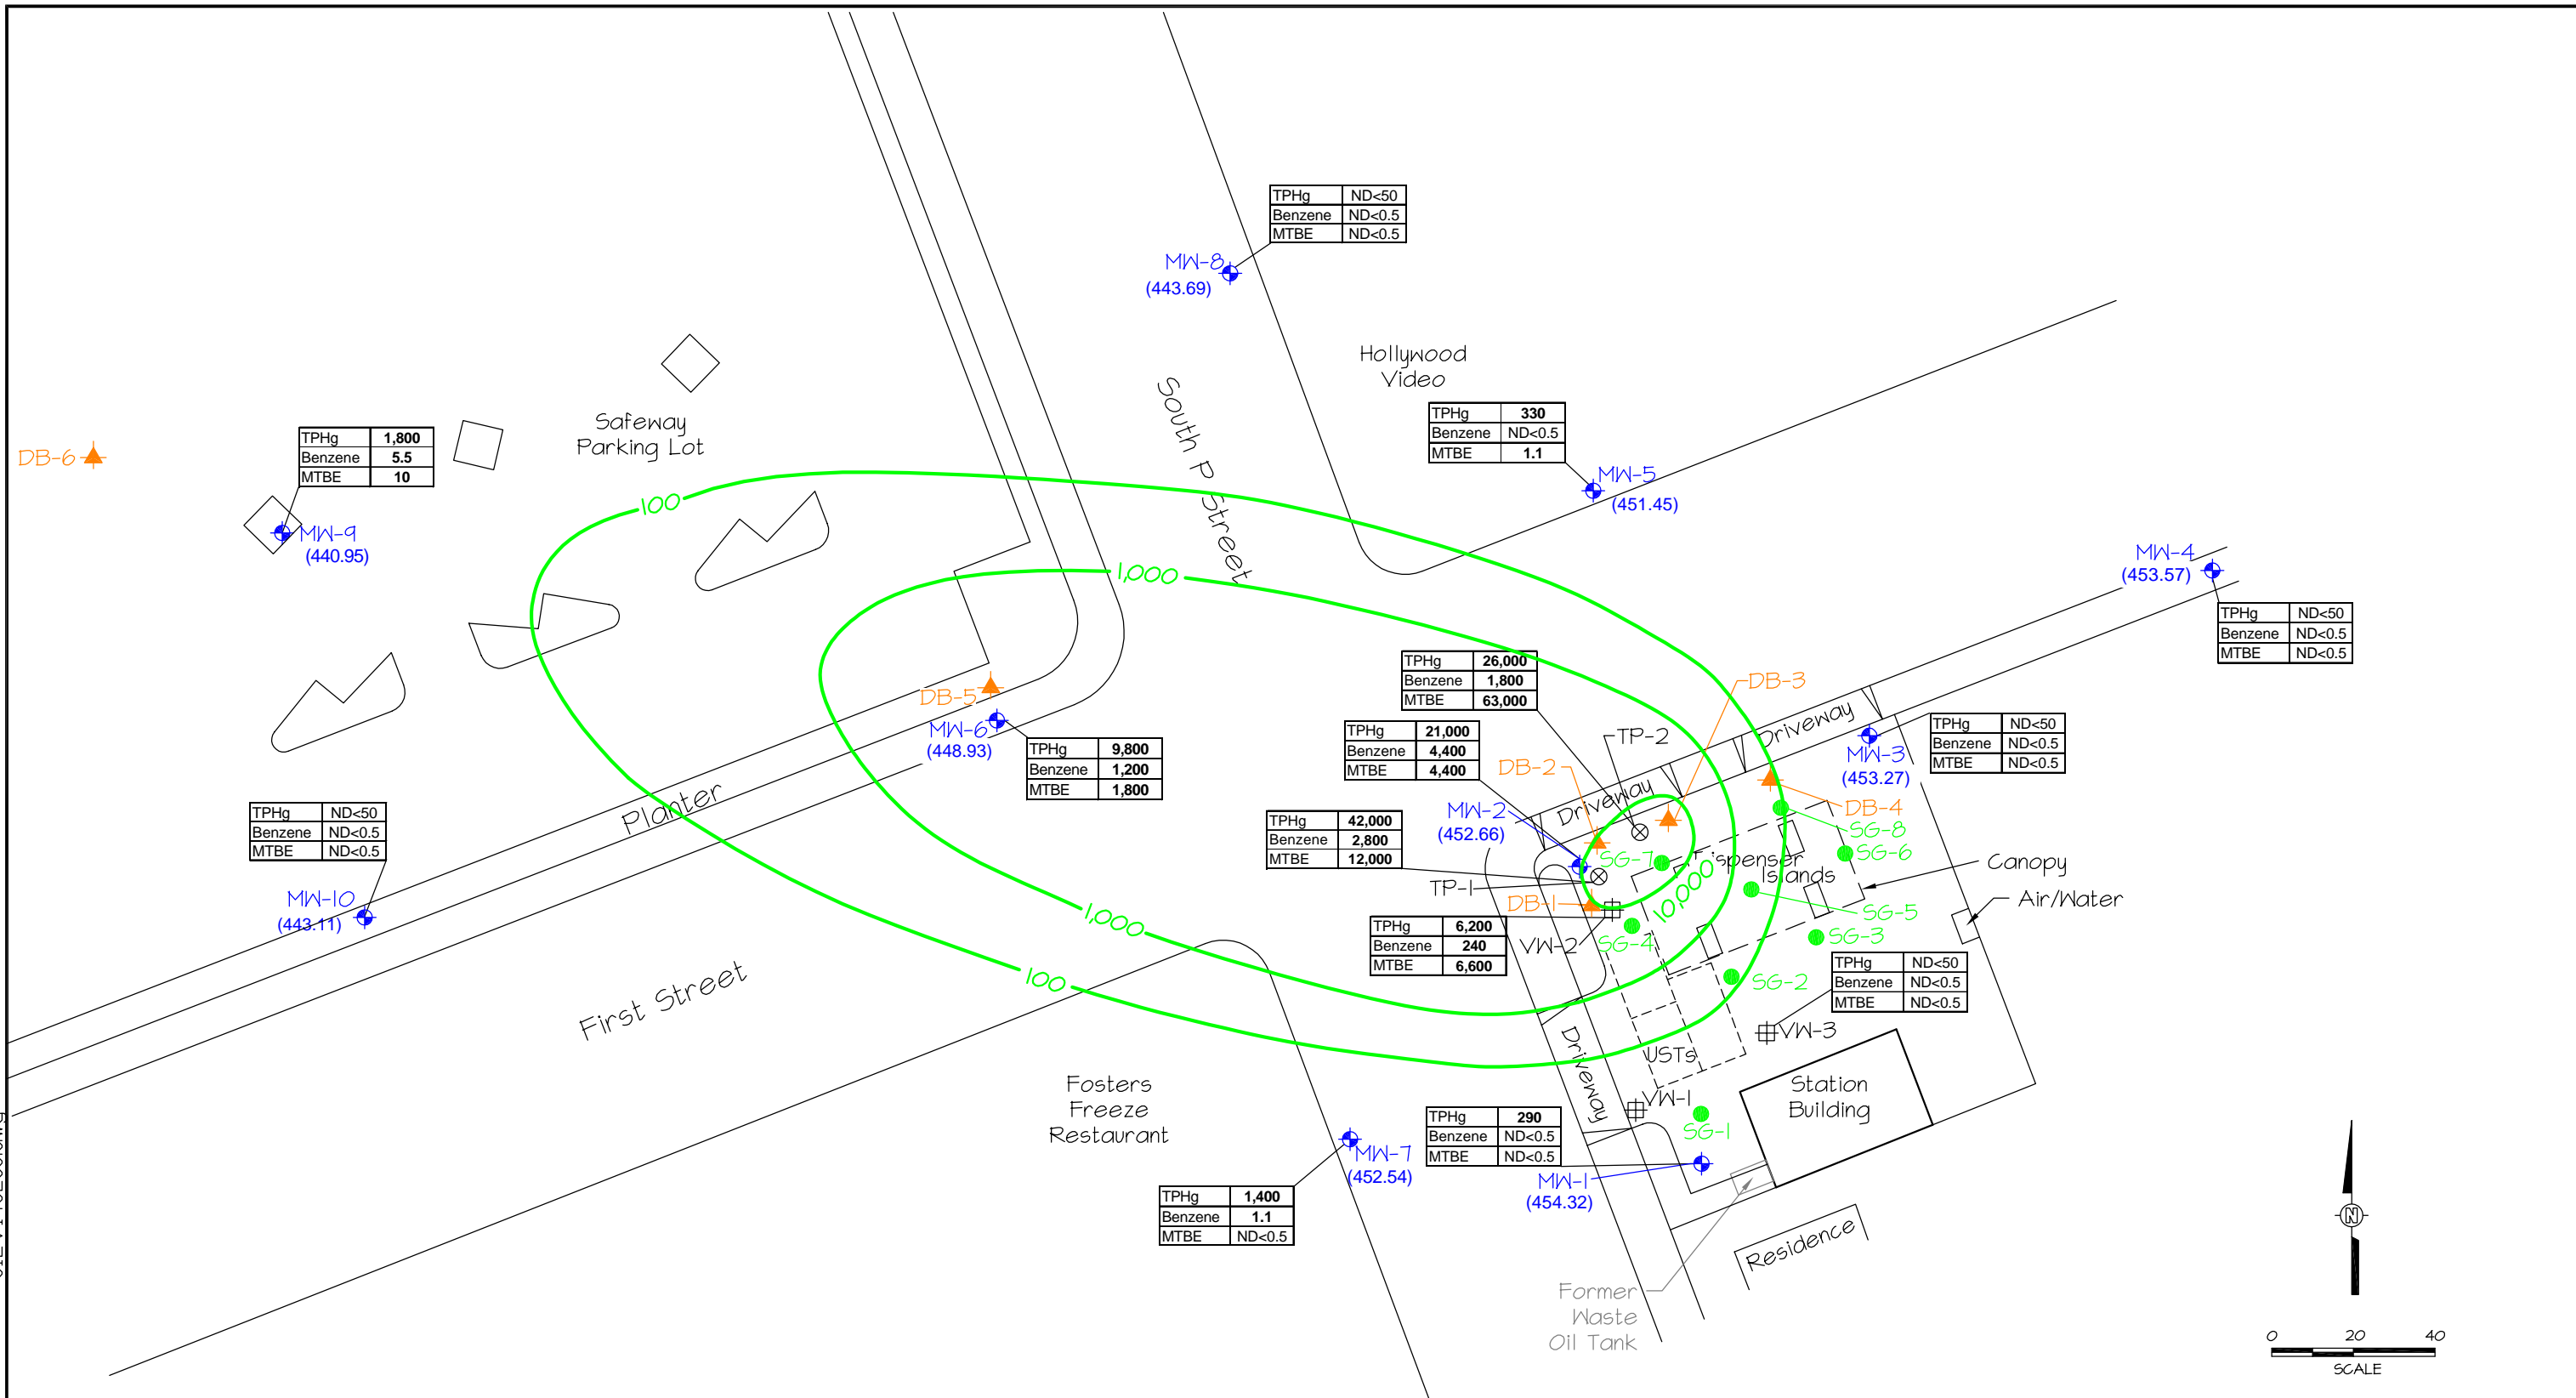 TPHg ND<50
Benzene ND<0.5
MTBE ND<0.5
MW-8
(443.69)
Hollywood
Video
South P Street
Safeway
Parking Lot
TPHg 330
Benzene ND<0.5
MTBE 1.1
MW-5
(451.45)
DB-6
TPHg 1,800
Benzene 5.5
MTBE 10
MW-9
(440.95)
100
1,000
MW-4
(453.57)
TPHg ND<50
Benzene ND<0.5
MTBE ND<0.5
TPHg 26,000
Benzene 1,800
MTBE 63,000
DB-3
DB-5
MW-6
(448.93)
TPHg 9,800
Benzene 1,200
MTBE 1,800
TPHg 21,000
Benzene 4,400
MTBE 4,400
TP-2
Driveway
TPHg ND<50
Benzene ND<0.5
MTBE ND<0.5
MW-3
(453.27)
DB-2
Driveway
DB-4
MW-2
(452.66)
TPHg 42,000
Benzene 2,800
MTBE 12,000
SG-8
SG-6
SG-7
Dispenser
Islands
Canopy
TP-1
DB-1
10,000
SG-5
Air/Water
Planter
TPHg ND<50
Benzene ND<0.5
MTBE ND<0.5
MW-10
(443.11)
1,000
TPHg 6,200
Benzene 240
MTBE 6,600
VW-2
SG-4
SG-3
SG-2
TPHg ND<50
Benzene ND<0.5
MTBE ND<0.5
VW-3
First Street
100
Driveway
USTs
Station
Building
Fosters
Freeze
Restaurant
VW-1
SG-1
MW-7
(452.54)
TPHg 290
Benzene ND<0.5
MTBE ND<0.5
MW-1
(454.32)
TPHg 1,400
Benzene 1.1
MTBE ND<0.5
Residence
Former
Waste
Oil Tank
N
0 20 40
SCALE